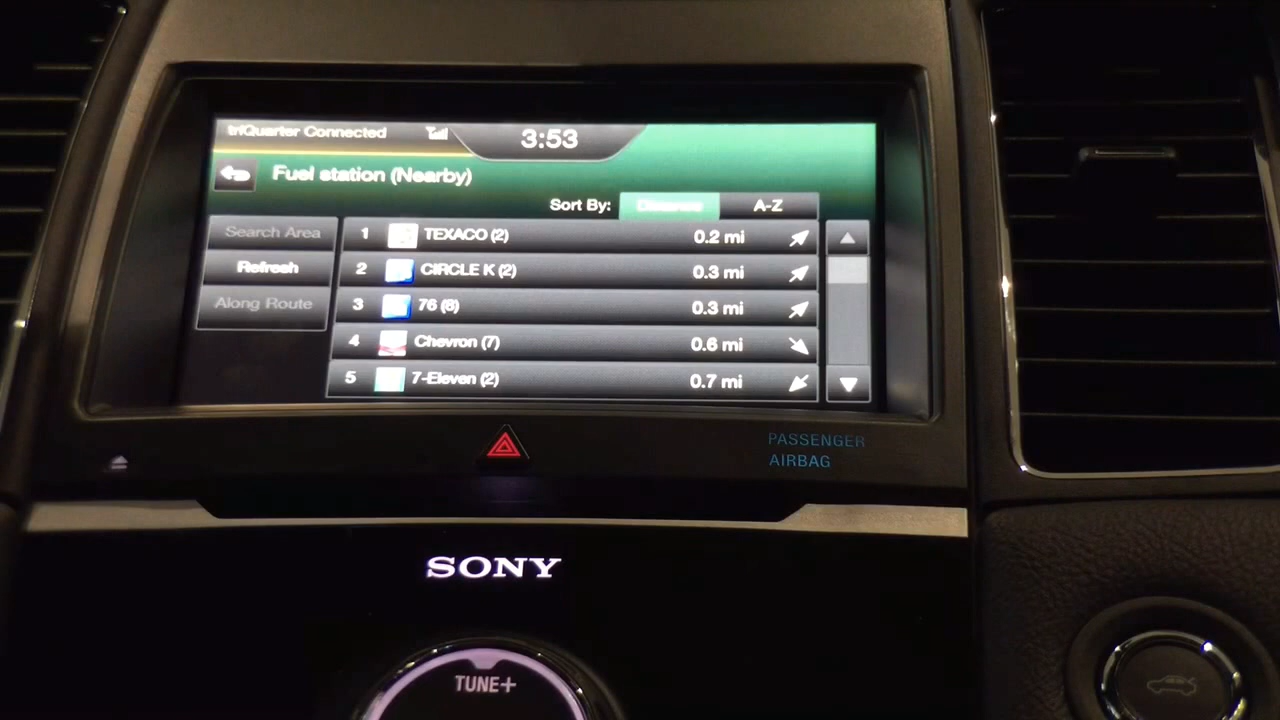 triQuarter Connected
3:53
Fuel station (Nearby)
Sort By: Distance A-Z
Search Area
Refresh
Along Route
1 TEXACO (2) 0.2 mi
2 CIRCLE K (2) 0.3 mi
3 76 (8) 0.3 mi
4 Chevron (7) 0.6 mi
5 7-Eleven (2) 0.7 mi
PASSENGER
AIRBAG
SONY
TUNE+